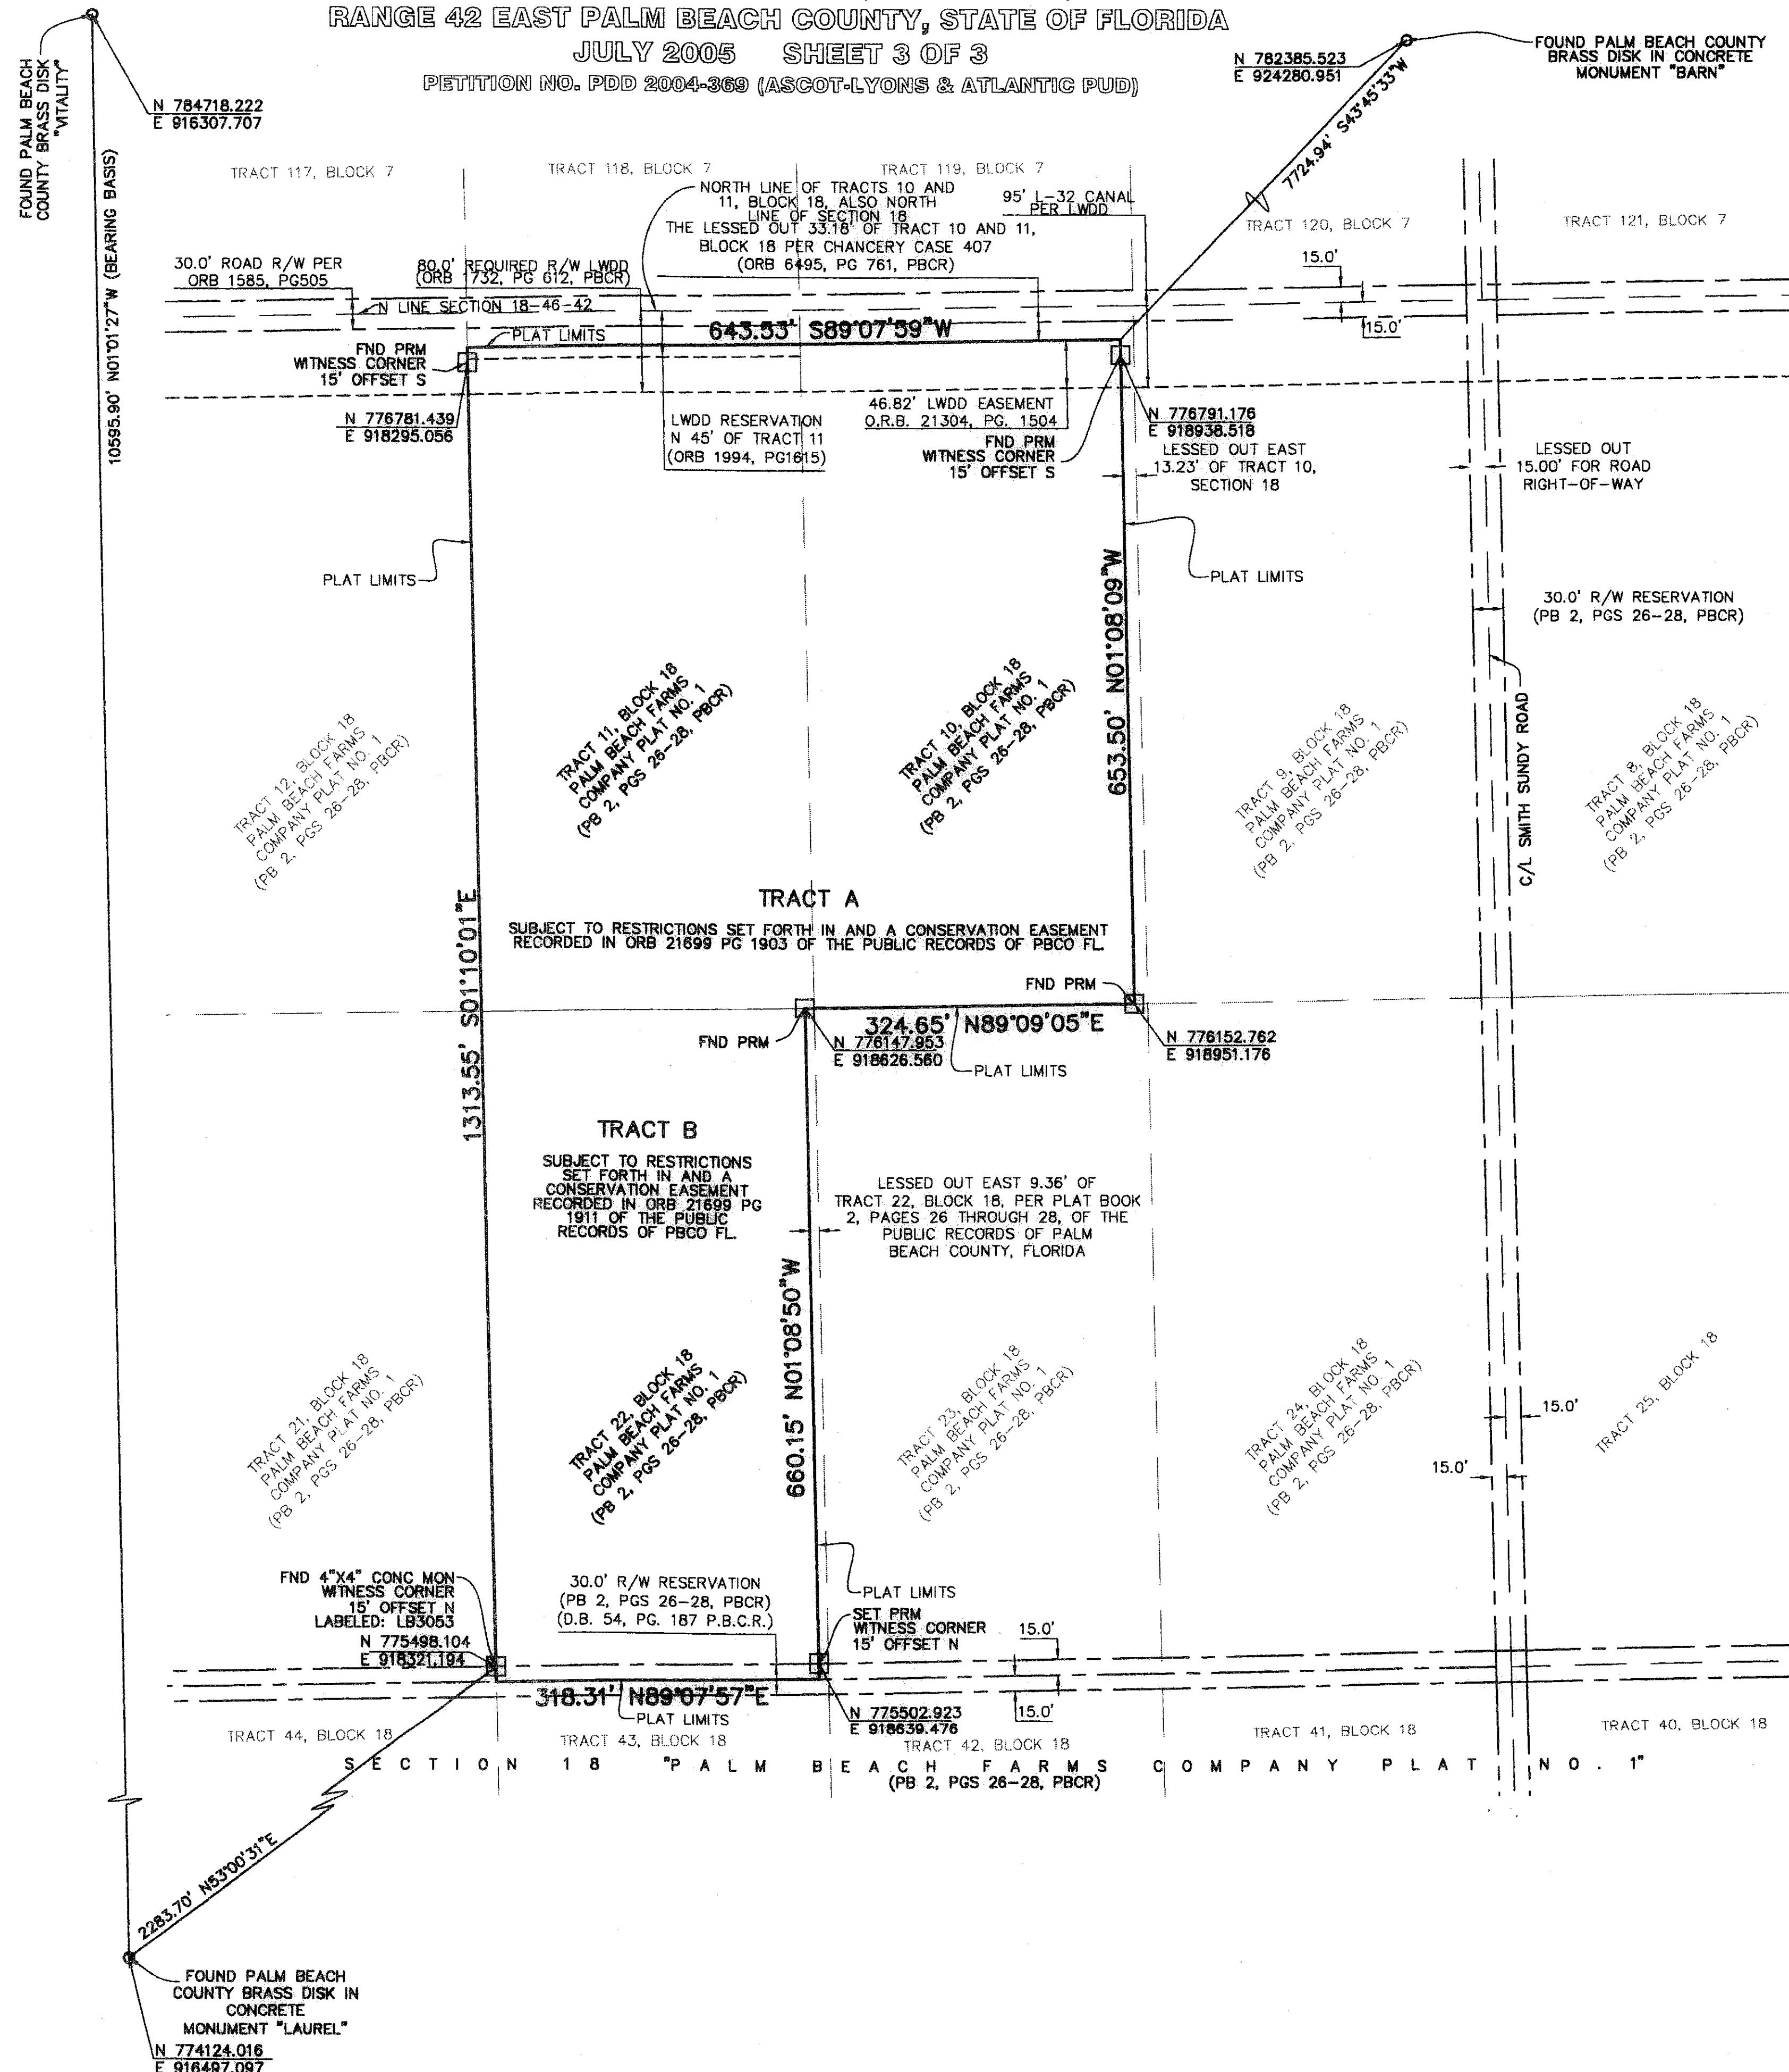 RANGE 42 EAST PALM BEACH COUNTY, STATE OF FLORIDA
JULY 2005 SHEET 3 OF 3
PETITION NO. PDD 2004-369 (ASCOT-LYONS & ATLANTIC PUD)
FOUND PALM BEACH
COUNTY BRASS DISK
"VITALITY"
N 784718.222
E 916307.707
N 782385.523
E 924280.951
FOUND PALM BEACH COUNTY
BRASS DISK IN CONCRETE
MONUMENT "BARN"
7724.94' S43°45'33"W
10595.90' N01°01'27"W (BEARING BASIS)
TRACT 117, BLOCK 7
TRACT 118, BLOCK 7
TRACT 119, BLOCK 7
TRACT 120, BLOCK 7
TRACT 121, BLOCK 7
NORTH LINE OF TRACTS 10 AND
11, BLOCK 18, ALSO NORTH
LINE OF SECTION 18
THE LESSED OUT 33.18' OF TRACT 10 AND 11,
BLOCK 18 PER CHANCERY CASE 407
(ORB 6495, PG 761, PBCR)
95' L-32 CANAL
PER LWDD
30.0' ROAD R/W PER
ORB 1585, PG505
80.0' REQUIRED R/W LWDD
(ORB 1732, PG 612, PBCR)
15.0'
15.0'
N LINE SECTION 18-46-42
643.53' S89°07'59"W
PLAT LIMITS
FND PRM
WITNESS CORNER
15' OFFSET S
N 776781.439
E 918295.056
LWDD RESERVATION
N 45' OF TRACT 11
(ORB 1994, PG1615)
46.82' LWDD EASEMENT
O.R.B. 21304, PG. 1504
FND PRM
WITNESS CORNER
15' OFFSET S
N 776791.176
E 918938.518
LESSED OUT EAST
13.23' OF TRACT 10,
SECTION 18
LESSED OUT
15.00' FOR ROAD
RIGHT-OF-WAY
PLAT LIMITS
PLAT LIMITS
653.50' N01°08'09"W
30.0' R/W RESERVATION
(PB 2, PGS 26-28, PBCR)
C/L SMITH SUNDY ROAD
TRACT 12, BLOCK 18
PALM BEACH FARMS
COMPANY PLAT NO. 1
(PB 2, PGS 26-28, PBCR)
TRACT 11, BLOCK 18
PALM BEACH FARMS
COMPANY PLAT NO. 1
(PB 2, PGS 26-28, PBCR)
TRACT 10, BLOCK 18
PALM BEACH FARMS
COMPANY PLAT NO. 1
(PB 2, PGS 26-28, PBCR)
TRACT 9, BLOCK 18
PALM BEACH FARMS
COMPANY PLAT NO. 1
(PB 2, PGS 26-28, PBCR)
TRACT 8, BLOCK 18
PALM BEACH FARMS
COMPANY PLAT NO. 1
(PB 2, PGS 26-28, PBCR)
TRACT A
SUBJECT TO RESTRICTIONS SET FORTH IN AND A CONSERVATION EASEMENT
RECORDED IN ORB 21699 PG 1903 OF THE PUBLIC RECORDS OF PBCO FL.
1313.55' S01°10'01"E
FND PRM
FND PRM
324.65' N89°09'05"E
N 776147.953
E 918626.560
PLAT LIMITS
N 776152.762
E 918951.176
TRACT B
SUBJECT TO RESTRICTIONS
SET FORTH IN AND A
CONSERVATION EASEMENT
RECORDED IN ORB 21699 PG
1911 OF THE PUBLIC
RECORDS OF PBCO FL.
LESSED OUT EAST 9.36' OF
TRACT 22, BLOCK 18, PER PLAT BOOK
2, PAGES 26 THROUGH 28, OF THE
PUBLIC RECORDS OF PALM
BEACH COUNTY, FLORIDA
660.15' N01°08'50"W
TRACT 21, BLOCK 18
PALM BEACH FARMS
COMPANY PLAT NO. 1
(PB 2, PGS 26-28, PBCR)
TRACT 22, BLOCK 18
PALM BEACH FARMS
COMPANY PLAT NO. 1
(PB 2, PGS 26-28, PBCR)
TRACT 23, BLOCK 18
PALM BEACH FARMS
COMPANY PLAT NO. 1
(PB 2, PGS 26-28, PBCR)
TRACT 24, BLOCK 18
PALM BEACH FARMS
COMPANY PLAT NO. 1
(PB 2, PGS 26-28, PBCR)
TRACT 25, BLOCK 18
15.0'
15.0'
FND 4"X4" CONC MON
WITNESS CORNER
15' OFFSET N
LABELED: LB3053
N 775498.104
E 918321.194
30.0' R/W RESERVATION
(PB 2, PGS 26-28, PBCR)
(D.B. 54, PG. 187 P.B.C.R.)
PLAT LIMITS
SET PRM
WITNESS CORNER
15' OFFSET N
15.0'
318.31' N89°07'57"E
PLAT LIMITS
N 775502.923
E 918639.476
15.0'
TRACT 44, BLOCK 18
TRACT 43, BLOCK 18
TRACT 42, BLOCK 18
TRACT 41, BLOCK 18
TRACT 40, BLOCK 18
SECTION 18 "PALM BEACH FARMS COMPANY PLAT NO. 1"
(PB 2, PGS 26-28, PBCR)
2283.70' N53°00'31"E
FOUND PALM BEACH
COUNTY BRASS DISK IN
CONCRETE
MONUMENT "LAUREL"
N 774124.016
E 916497.097